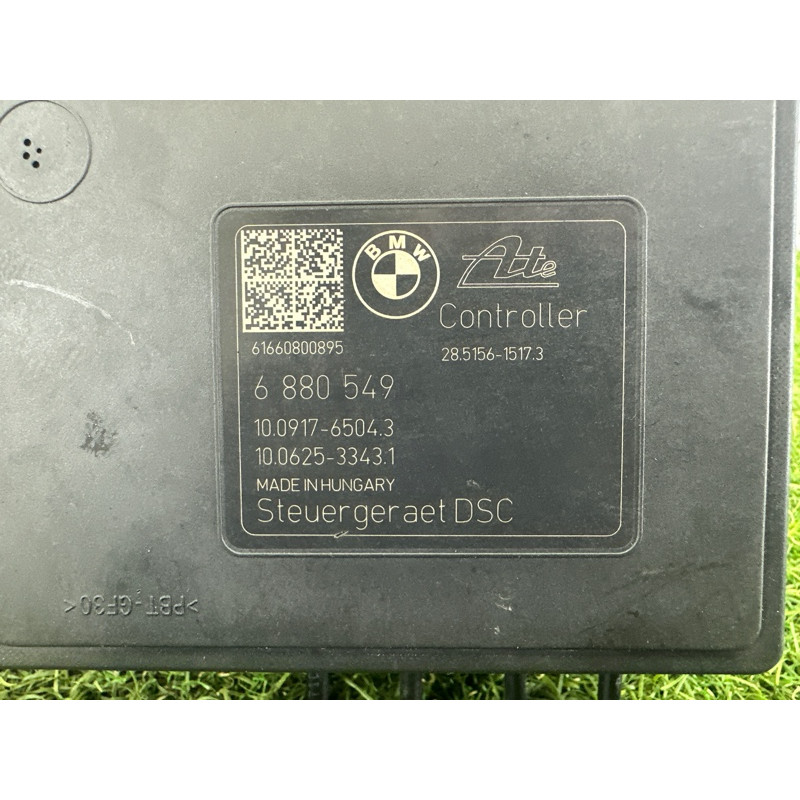 BMW
Ate
Controller
61660800895
28.5156-1517.3
6 880 549
10.0917-6504.3
10.0625-3343.1
MADE IN HUNGARY
Steuergeraet DSC
>PBT-GF30<